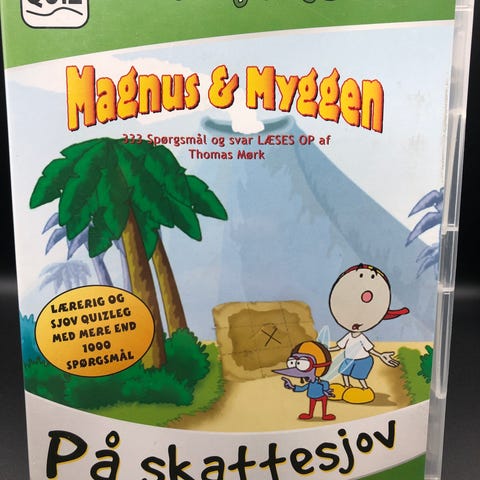 QUIZ
Magnus & Myggen
333 Spørgsmål og svar LÆSES OP af
Thomas Mørk
LÆRERIG OG
SJOV QUIZLEG
MED MERE END
1000
SPØRGSMÅL
På skattesjov